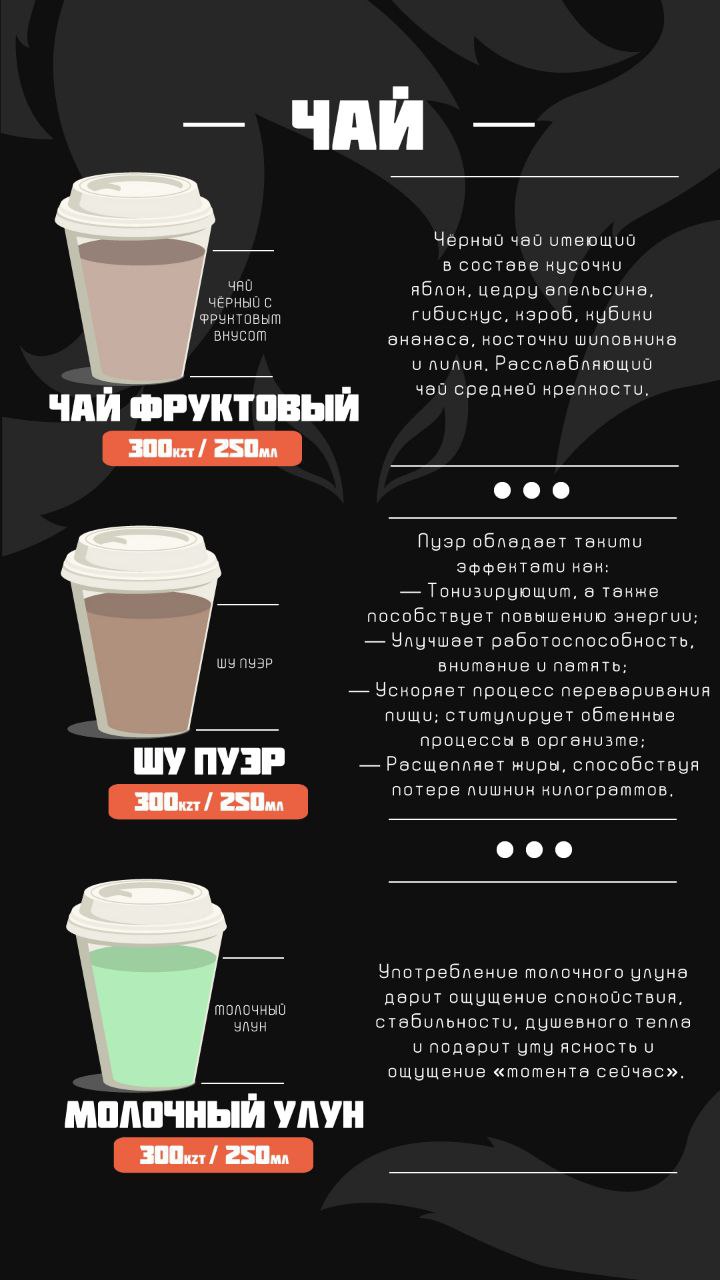 — ЧАЙ —
ЧАЙ
ЧЁРНЫЙ С
ФРУКТОВЫМ
ВКУСОМ
ЧАЙ ФРУКТОВЫЙ
300KZT / 250МЛ
Чёрный чай имеющий
в составе кусочки
яблок, цедру апельсина,
гибискус, кэроб, кубики
ананаса, косточки шиповника
и лилия. Расслабляющий
чай средней крепкости.
ШУ ПУЭР
ШУ ПУЭР
300KZT / 250МЛ
Пуэр обладает такими
эффектами как:
— Тонизирующим, а также
пособствует повышению энергии;
— Улучшает работоспособность,
внимание и память;
— Ускоряет процесс переваривания
пищи; стимулирует обменные
процессы в организме;
— Расщепляет жиры, способствуя
потере лишних килограммов.
МОЛОЧНЫЙ
УЛУН
МОЛОЧНЫЙ УЛУН
300KZT / 250МЛ
Употребление молочного улуна
дарит ощущение спокойствия,
стабильности, душевного тепла
и подарит уму ясность и
ощущение «момента сейчас».